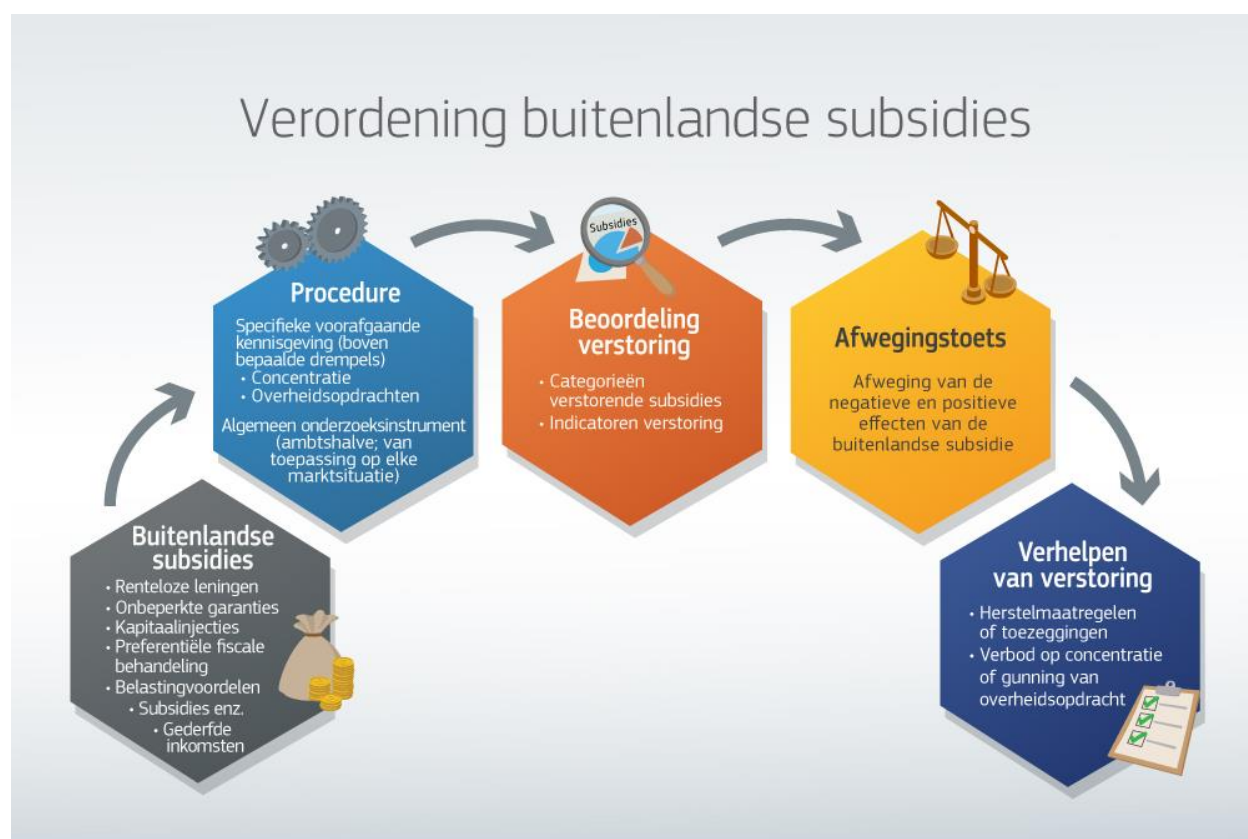 Verordening buitenlandse subsidies
Buitenlandse
subsidies
• Renteloze leningen
• Onbeperkte garanties
• Kapitaalinjecties
• Preferentiële fiscale
behandeling
• Belastingvoordelen
• Subsidies enz.
• Gederfde
inkomsten
Procedure
Specifieke voorafgaande
kennisgeving (boven
bepaalde drempels)
• Concentratie
• Overheidsopdrachten
Algemeen onderzoeksinstrument
(ambtshalve; van
toepassing op elke
marktsituatie)
Subsidies
Beoordeling
verstoring
• Categorieën
verstorende subsidies
• Indicatoren verstoring
Afwegingstoets
Afweging van de
negatieve en positieve
effecten van de
buitenlandse subsidie
Verhelpen
van verstoring
• Herstelmaatregelen
of toezeggingen
• Verbod op concentratie
of gunning van
overheidsopdracht